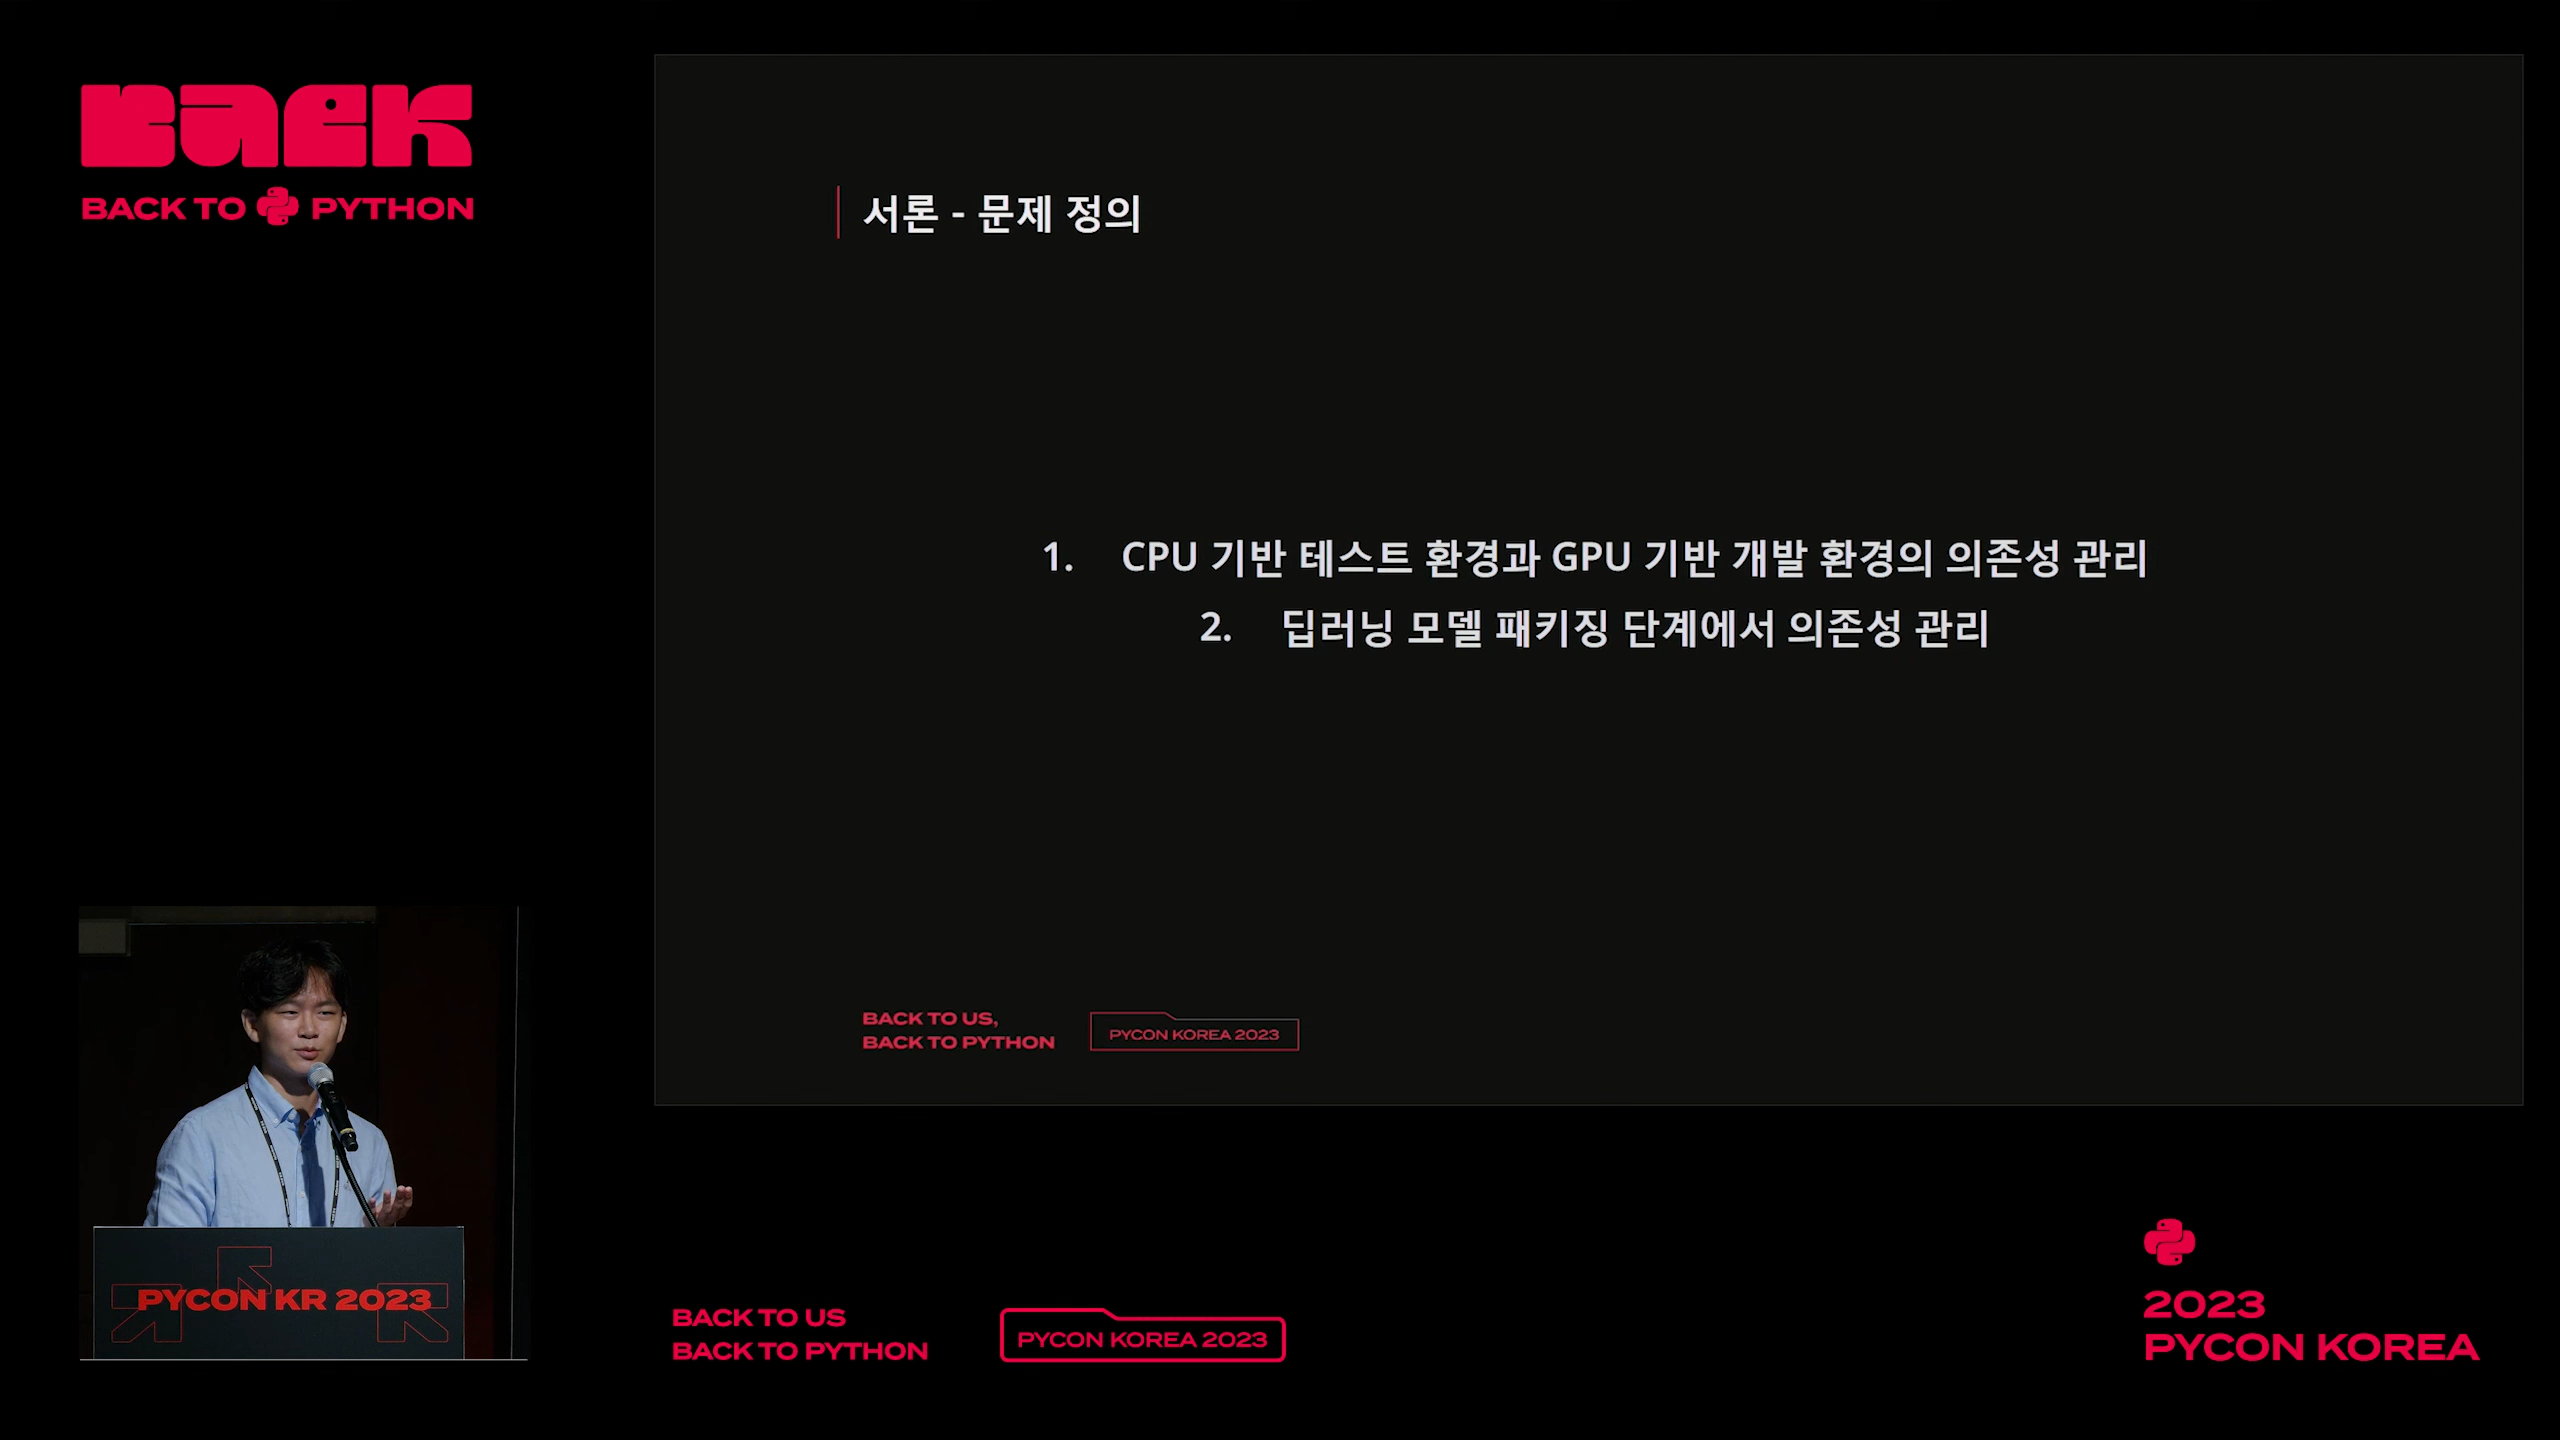 BACK
BACK TO PYTHON
서론 - 문제 정의
1. CPU 기반 테스트 환경과 GPU 기반 개발 환경의 의존성 관리
2. 딥러닝 모델 패키징 단계에서 의존성 관리
BACK TO US,
BACK TO PYTHON
PYCON KOREA 2023
PYCON KR 2023
BACK TO US
BACK TO PYTHON
PYCON KOREA 2023
2023
PYCON KOREA